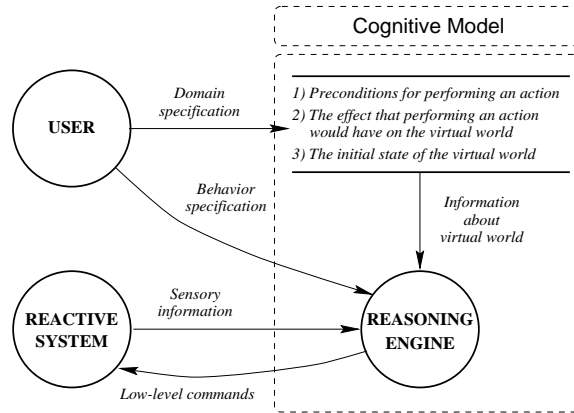 Cognitive Model
Domain
specification
USER
1) Preconditions for performing an action
2) The effect that performing an action
would have on the virtual world
3) The initial state of the virtual world
Behavior
specification
Information
about
virtual world
Sensory
information
REACTIVE
SYSTEM
REASONING
ENGINE
Low-level commands